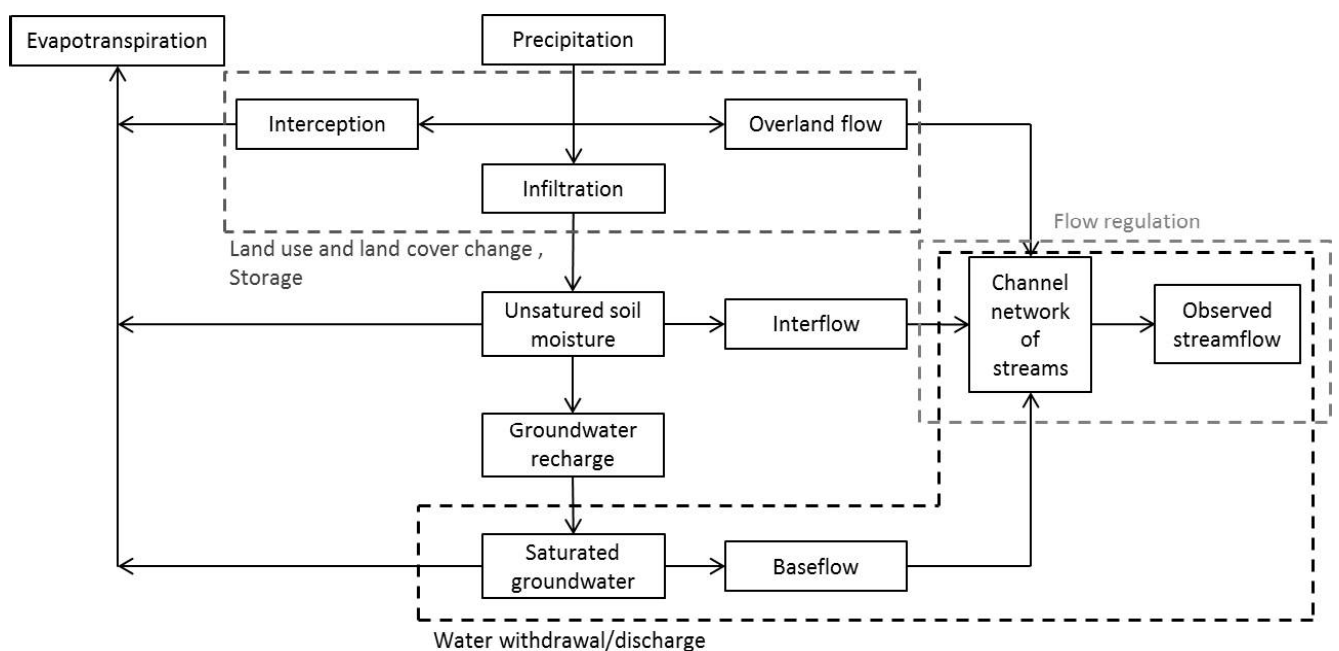 Evapotranspiration
Precipitation
Interception
Overland flow
Infiltration
Flow regulation
Land use and land cover change ,
Storage
Unsatured soil
moisture
Interflow
Channel
network
of
streams
Observed
streamflow
Groundwater
recharge
Saturated
groundwater
Baseflow
Water withdrawal/discharge